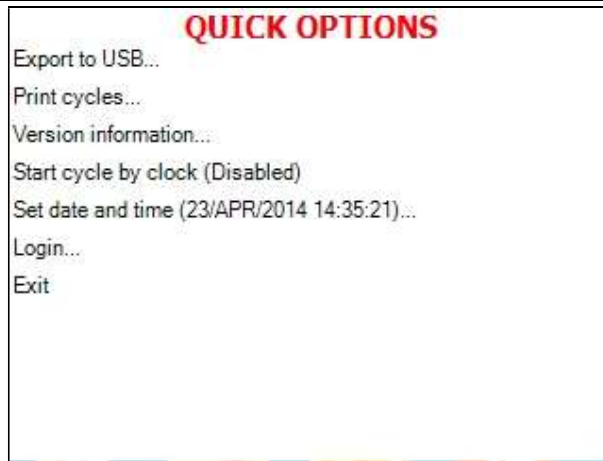 QUICK OPTIONS
Export to USB...
Print cycles...
Version information...
Start cycle by clock (Disabled)
Set date and time (23/APR/2014 14:35:21)...
Login...
Exit